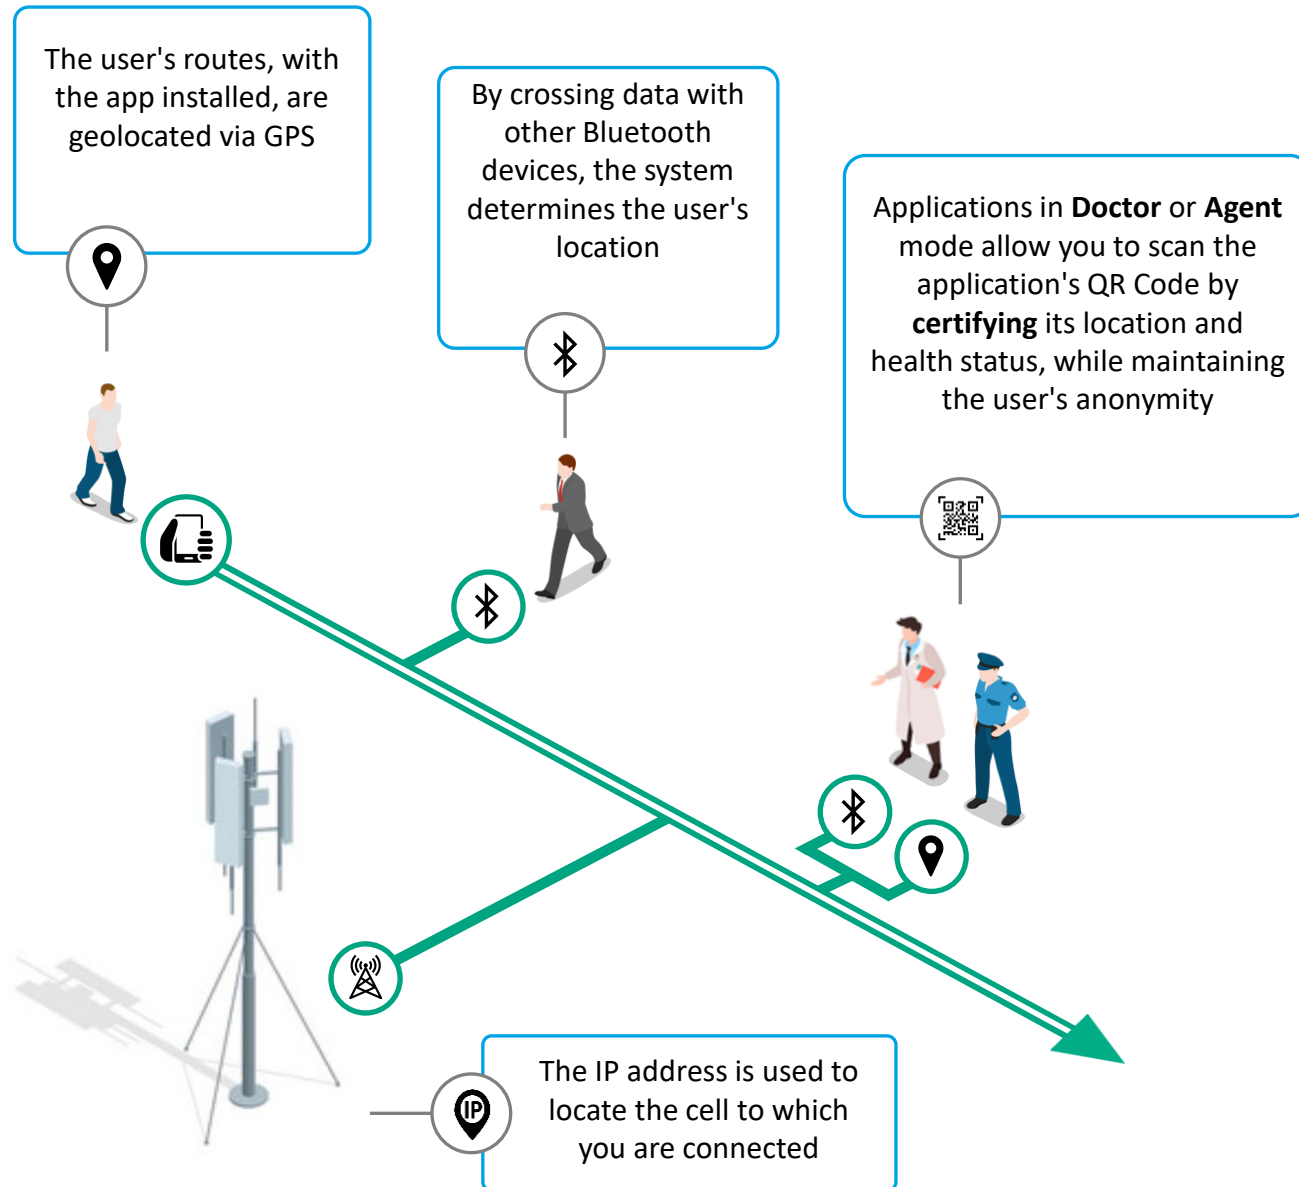 The user's routes, with
the app installed, are
geolocated via GPS
By crossing data with
other Bluetooth
devices, the system
determines the user's
location
Applications in Doctor or Agent
mode allow you to scan the
application's QR Code by
certifying its location and
health status, while maintaining
the user's anonymity
IP
The IP address is used to
locate the cell to which
you are connected